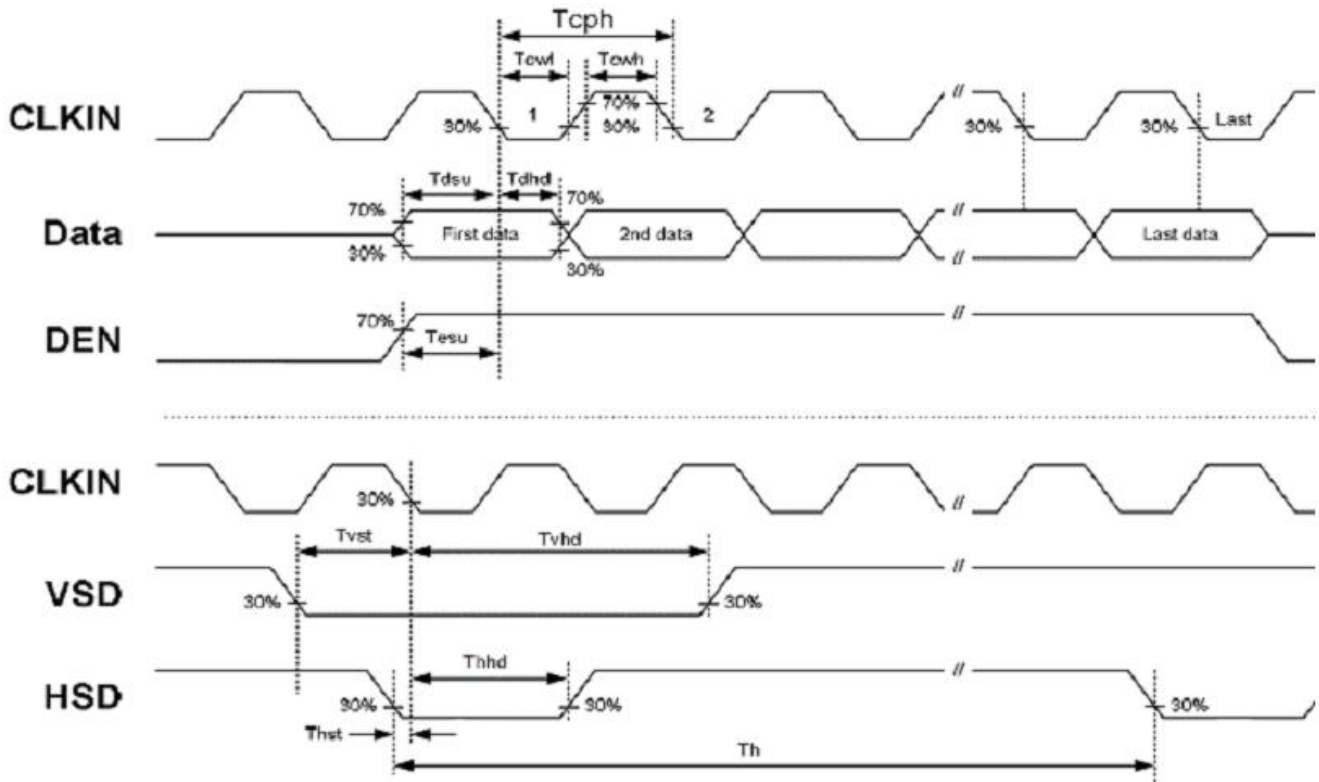 Tcph
Tcwl Tcwh
CLKIN 30% 1 70% 30% 2 30% 30% Last
Tdsu Tdhd
70% 70%
Data First data 2nd data Last data
30% 30%
70%
DEN Tesu
CLKIN 30%
Tvst Tvhd
VSD 30% 30%
Thhd
HSD 30% 30% 30%
Thst
Th